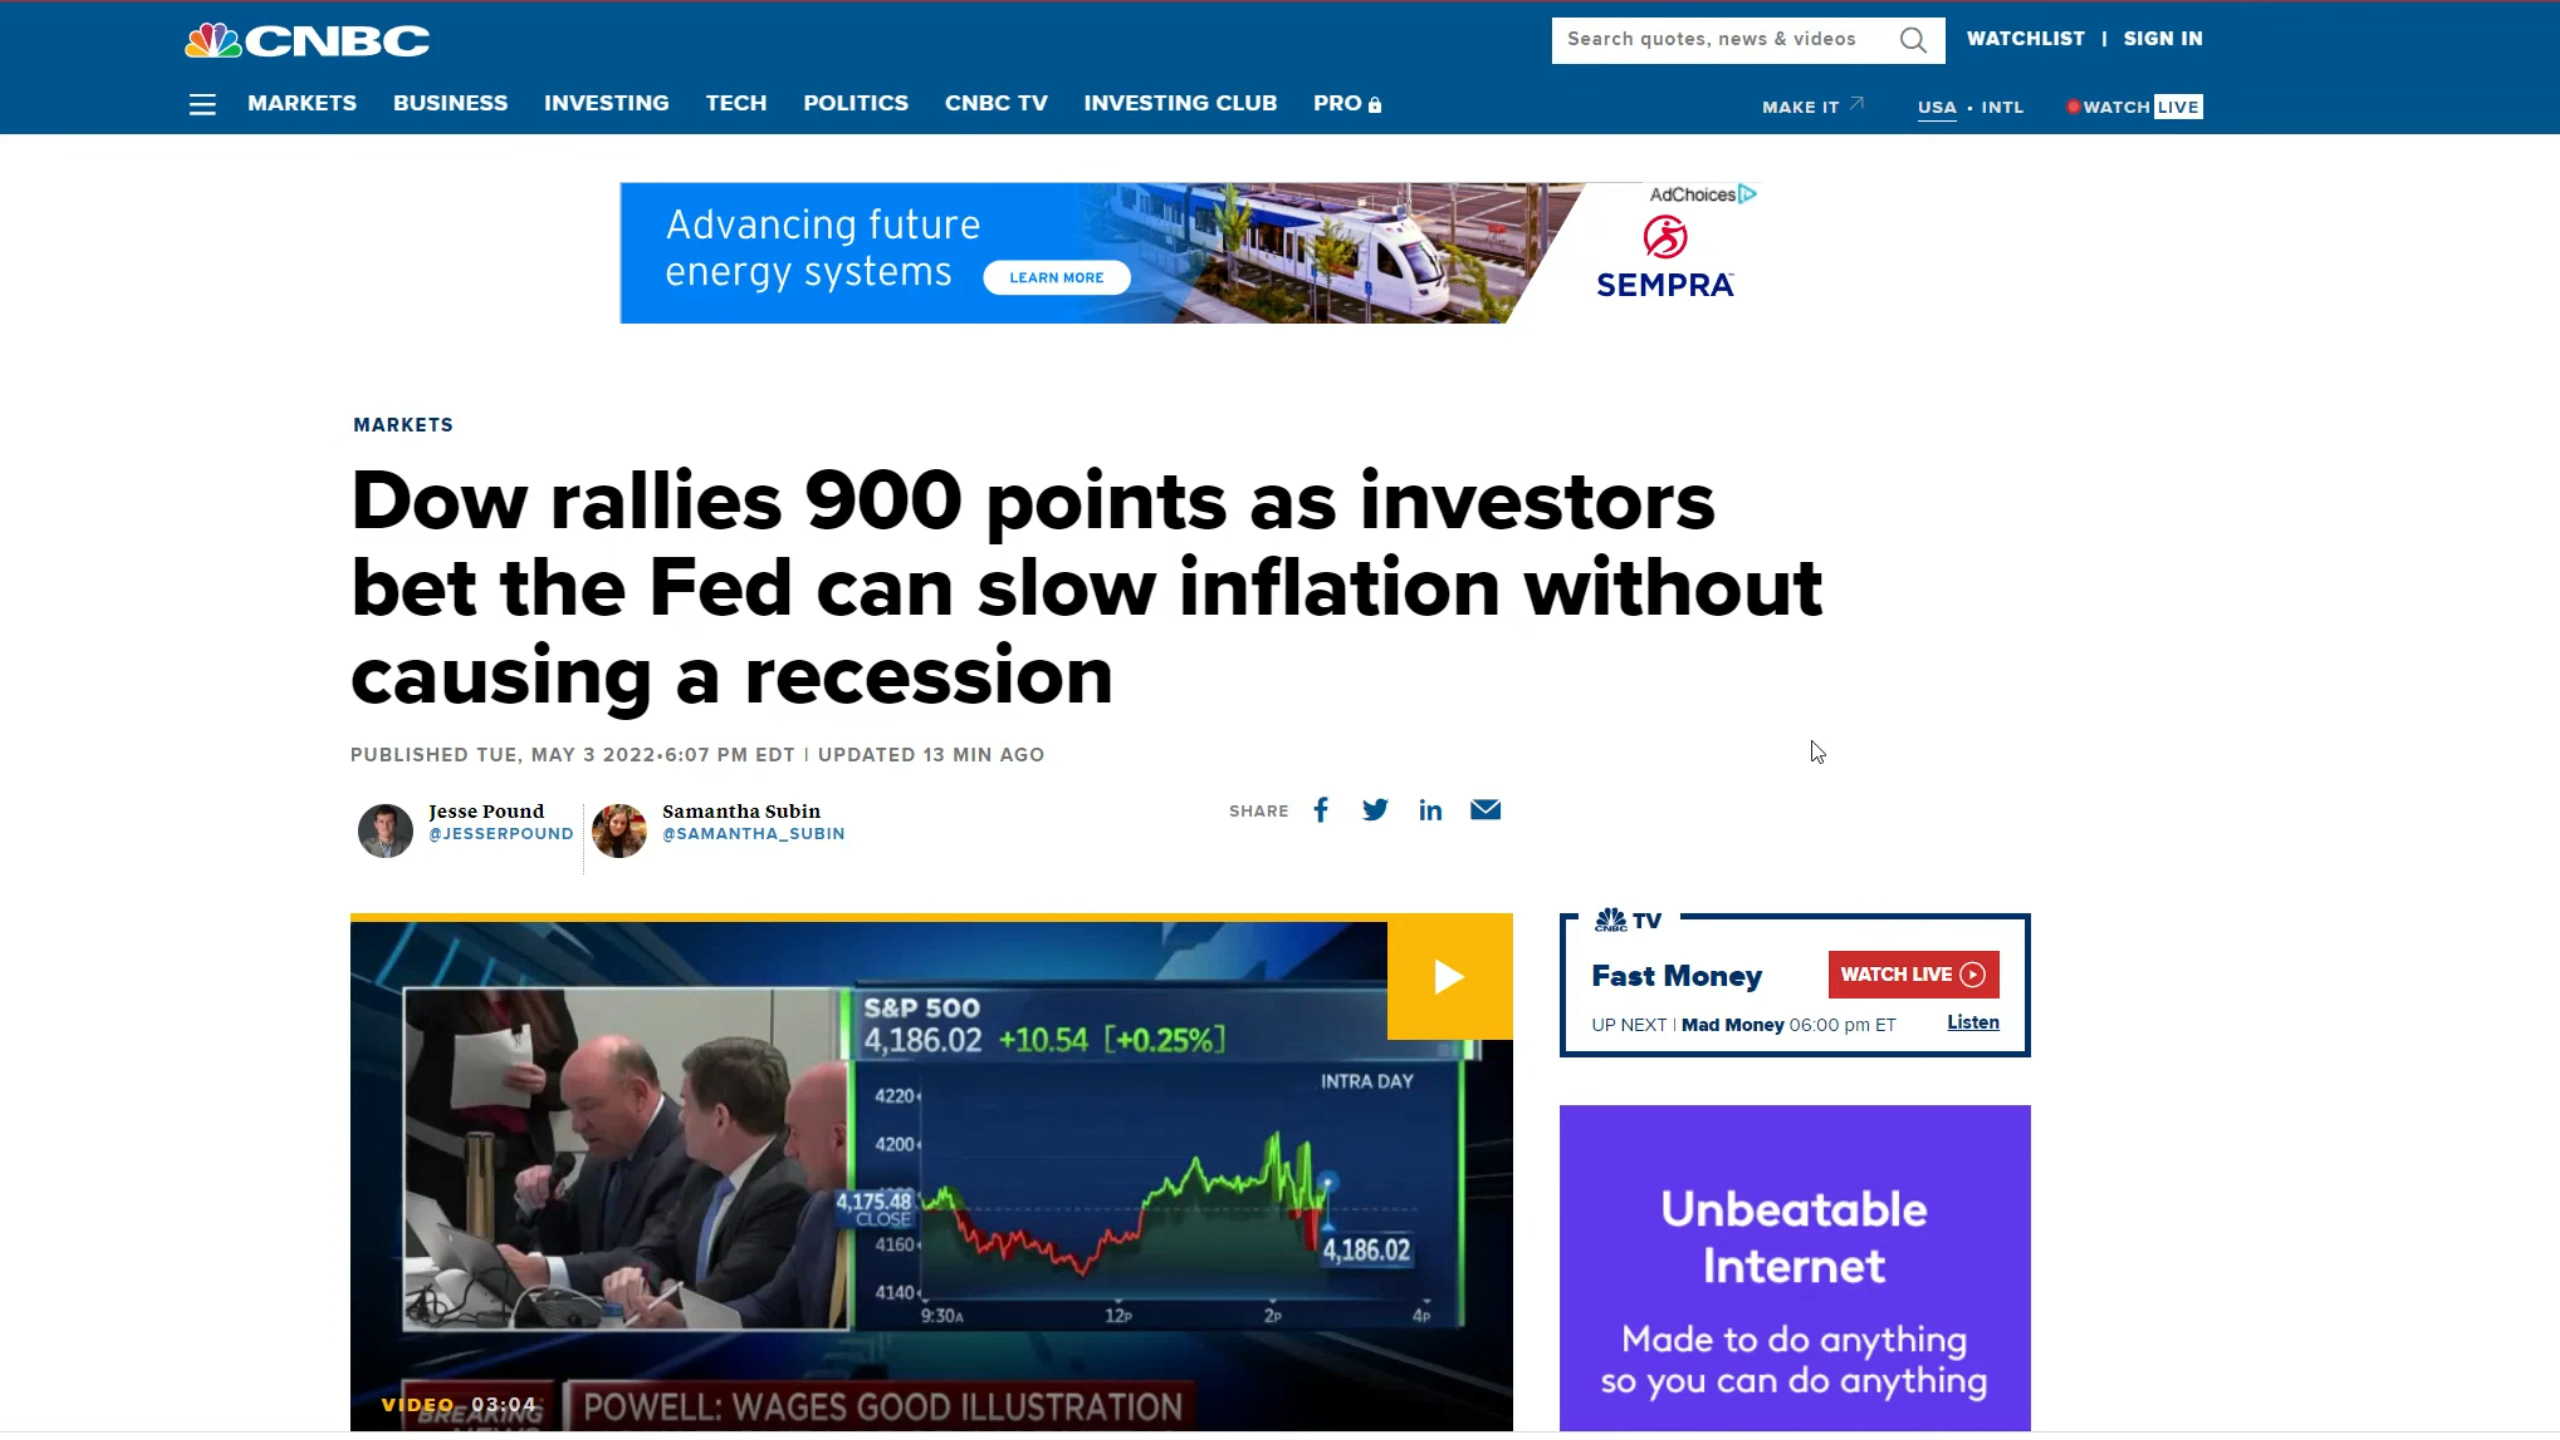 CNBC
Search quotes, news & videos
WATCHLIST | SIGN IN
MARKETS BUSINESS INVESTING TECH POLITICS CNBC TV INVESTING CLUB PRO
MAKE IT USA • INTL WATCH LIVE
AdChoices
Advancing future
energy systems
LEARN MORE
SEMPRA
MARKETS
Dow rallies 900 points as investors
bet the Fed can slow inflation without
causing a recession
PUBLISHED TUE, MAY 3 2022•6:07 PM EDT | UPDATED 13 MIN AGO
Jesse Pound
@JESSERPOUND
Samantha Subin
@SAMANTHA_SUBIN
SHARE
S&P 500
4,186.02 +10.54 [+0.25%]
INTRA DAY
4220
4200
4,175.48
CLOSE
4160
4,186.02
4140
9:30A 12P 2P 4P
VIDEO 03:04
BREAKING
NEWS
POWELL: WAGES GOOD ILLUSTRATION
CNBC TV
Fast Money
WATCH LIVE
UP NEXT | Mad Money 06:00 pm ET
Listen
Unbeatable
Internet
Made to do anything
so you can do anything